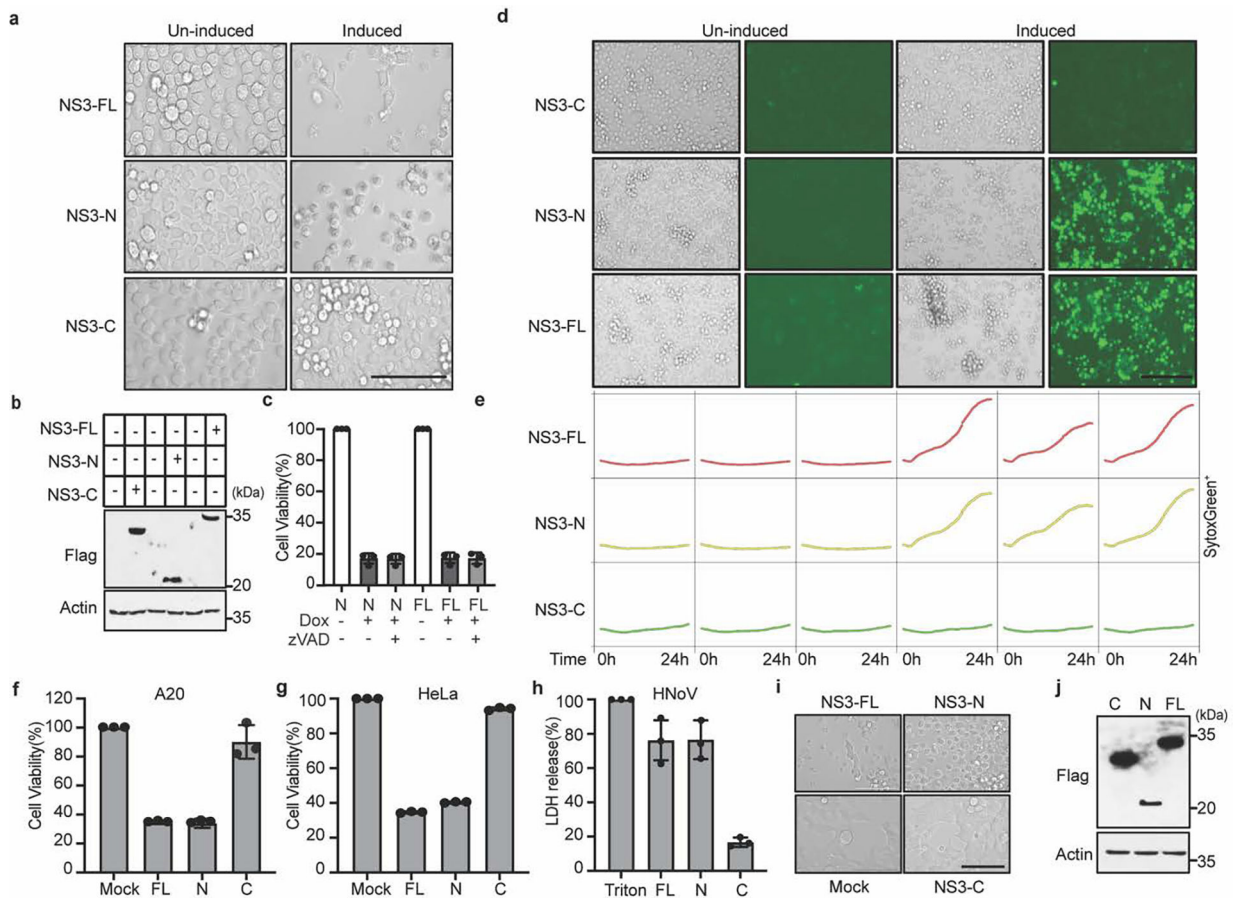 a
Un-induced Induced
NS3-FL
NS3-N
NS3-C
b
NS3-FL - - - - - - +
NS3-N - - - + - - -
NS3-C - + - - - - - (kDa)
35
Flag
20
Actin
35
c
Cell Viability(%)
100
80
60
40
20
0
N N N FL FL FL
Dox - + + - + +
zVAD - - + - - +
d
Un-induced Induced
NS3-C
NS3-N
NS3-FL
e
NS3-FL
NS3-N
NS3-C
SytoxGreen+
Time 0h 24h 0h 24h 0h 24h 0h 24h 0h 24h 0h 24h
f
A20
Cell Viability(%)
120
100
80
60
40
20
0
Mock FL N C
g
HeLa
Cell Viability(%)
100
80
60
40
20
0
Mock FL N C
h
HNoV
LDH release(%)
100
80
60
40
20
0
Triton FL N C
i
NS3-FL NS3-N
Mock NS3-C
j
C N FL
(kDa)
35
Flag
20
Actin
35